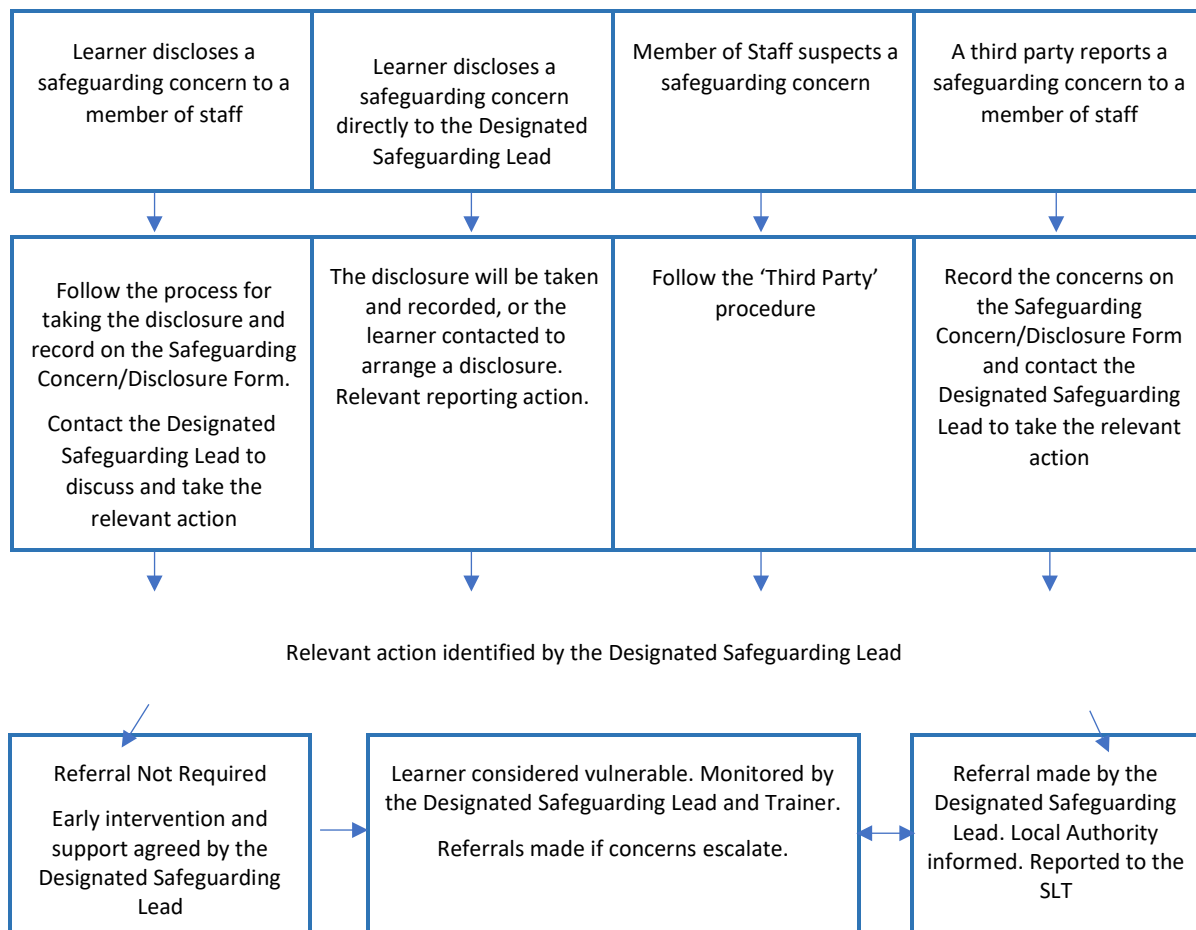 Learner discloses a
safeguarding concern to a
member of staff
Learner discloses a
safeguarding concern
directly to the Designated
Safeguarding Lead
Member of Staff suspects a
safeguarding concern
A third party reports a
safeguarding concern to a
member of staff
Follow the process for
taking the disclosure and
record on the Safeguarding
Concern/Disclosure Form.
Contact the Designated
Safeguarding Lead to
discuss and take the
relevant action
The disclosure will be taken
and recorded, or the
learner contacted to
arrange a disclosure.
Relevant reporting action.
Follow the ‘Third Party’
procedure
Record the concerns on
the Safeguarding
Concern/Disclosure Form
and contact the
Designated Safeguarding
Lead to take the relevant
action
Relevant action identified by the Designated Safeguarding Lead
Referral Not Required
Early intervention and
support agreed by the
Designated Safeguarding
Lead
Learner considered vulnerable. Monitored by
the Designated Safeguarding Lead and Trainer.
Referrals made if concerns escalate.
Referral made by the
Designated Safeguarding
Lead. Local Authority
informed. Reported to the
SLT